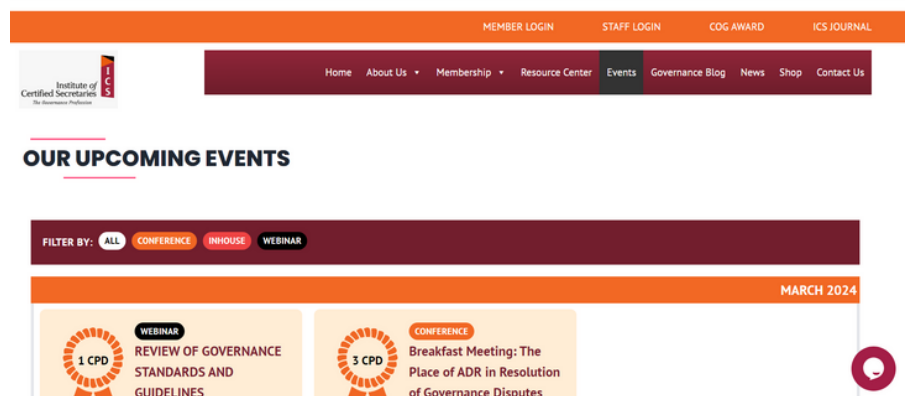 MEMBER LOGIN STAFF LOGIN COG AWARD ICS JOURNAL
Institute of
Certified Secretaries
The Governance Profession
I
C
S
Home About Us Membership Resource Center Events Governance Blog News Shop Contact Us
OUR UPCOMING EVENTS
FILTER BY: ALL CONFERENCE INHOUSE WEBINAR
MARCH 2024
1 CPD
WEBINAR
REVIEW OF GOVERNANCE
STANDARDS AND
GUIDELINES
3 CPD
CONFERENCE
Breakfast Meeting: The
Place of ADR in Resolution
of Governance Disputes